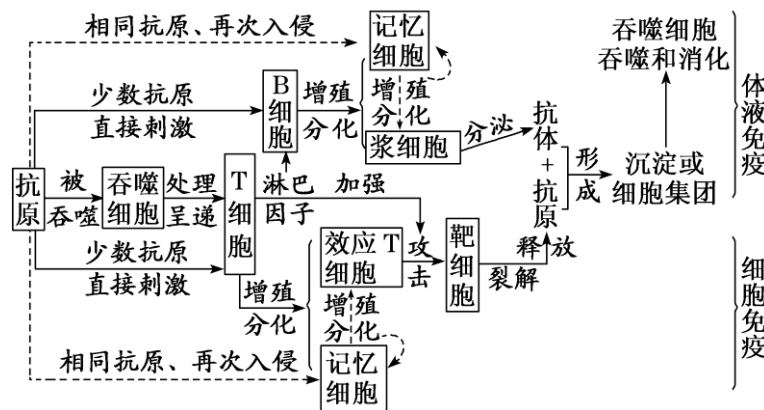 相同抗原、再次入侵
记忆
细胞
吞噬细胞
吞噬和消化
少数抗原
直接刺激
B
细
胞
增殖
分化
增殖
分化
浆细胞
分泌
抗体+抗原
形
成
沉淀或
细胞集团
体液免疫
抗
原
被
吞噬
吞噬
细胞
处理
呈递
T
细
胞
淋巴
因子
加强
少数抗原
直接刺激
效应T
细胞
攻
击
靶
细
胞
释放
裂解
增殖
分化
增殖
分化
相同抗原、再次入侵
记忆
细胞
细胞免疫